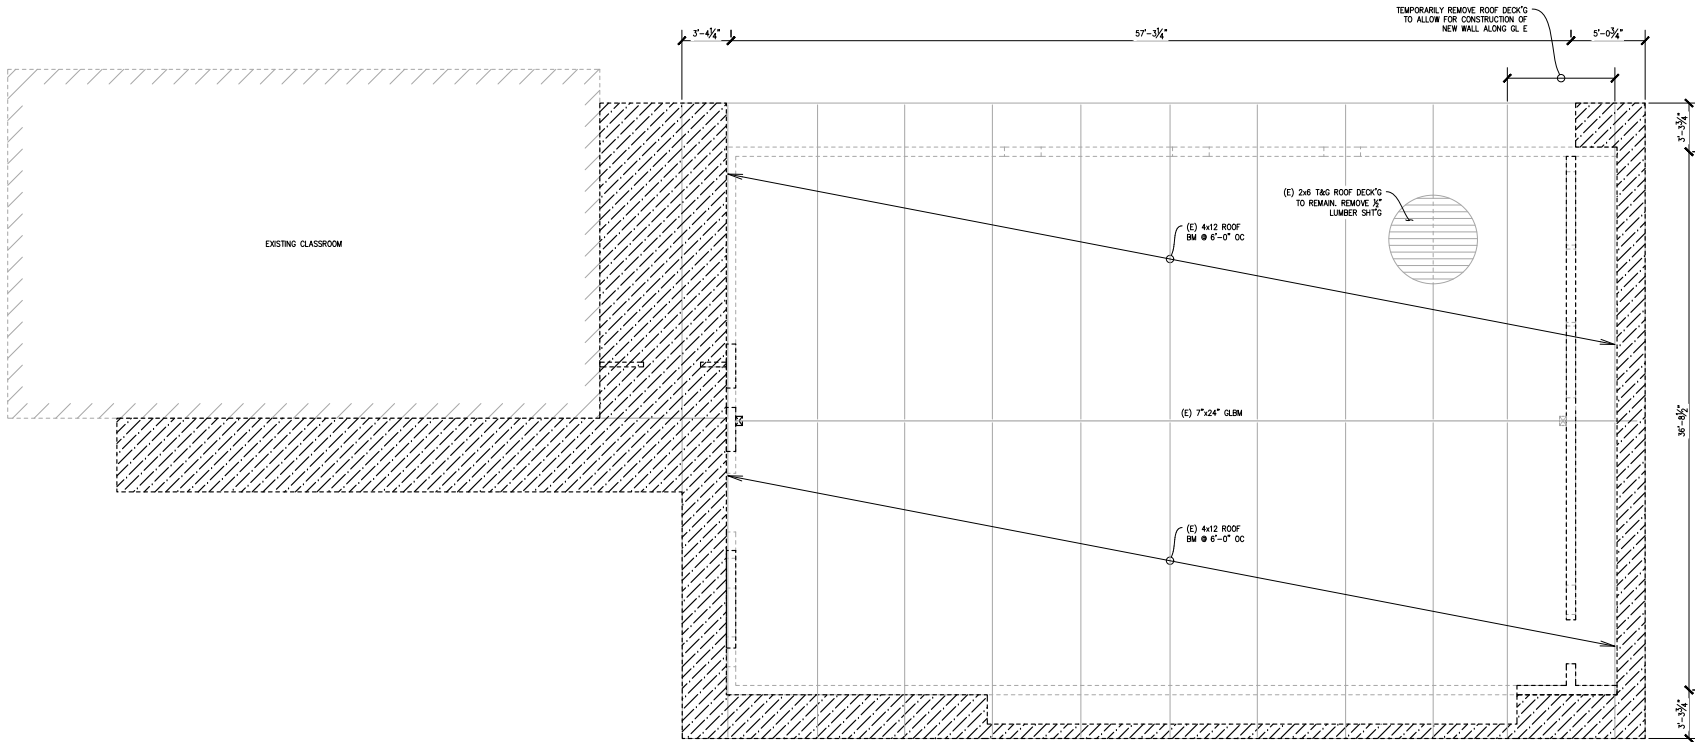 TEMPORARILY REMOVE ROOF DECK'G
TO ALLOW FOR CONSTRUCTION OF
NEW WALL ALONG GL E
3'-4¼"
57'-3¼"
5'-0¾"
3'-3¾"
(E) 2x6 T&G ROOF DECK'G
TO REMAIN. REMOVE ½"
LUMBER SHT'G
(E) 4x12 ROOF
BM @ 6'-0" OC
EXISTING CLASSROOM
(E) 7"x24" GLBM
36'-8½"
(E) 4x12 ROOF
BM @ 6'-0" OC
3'-3¾"